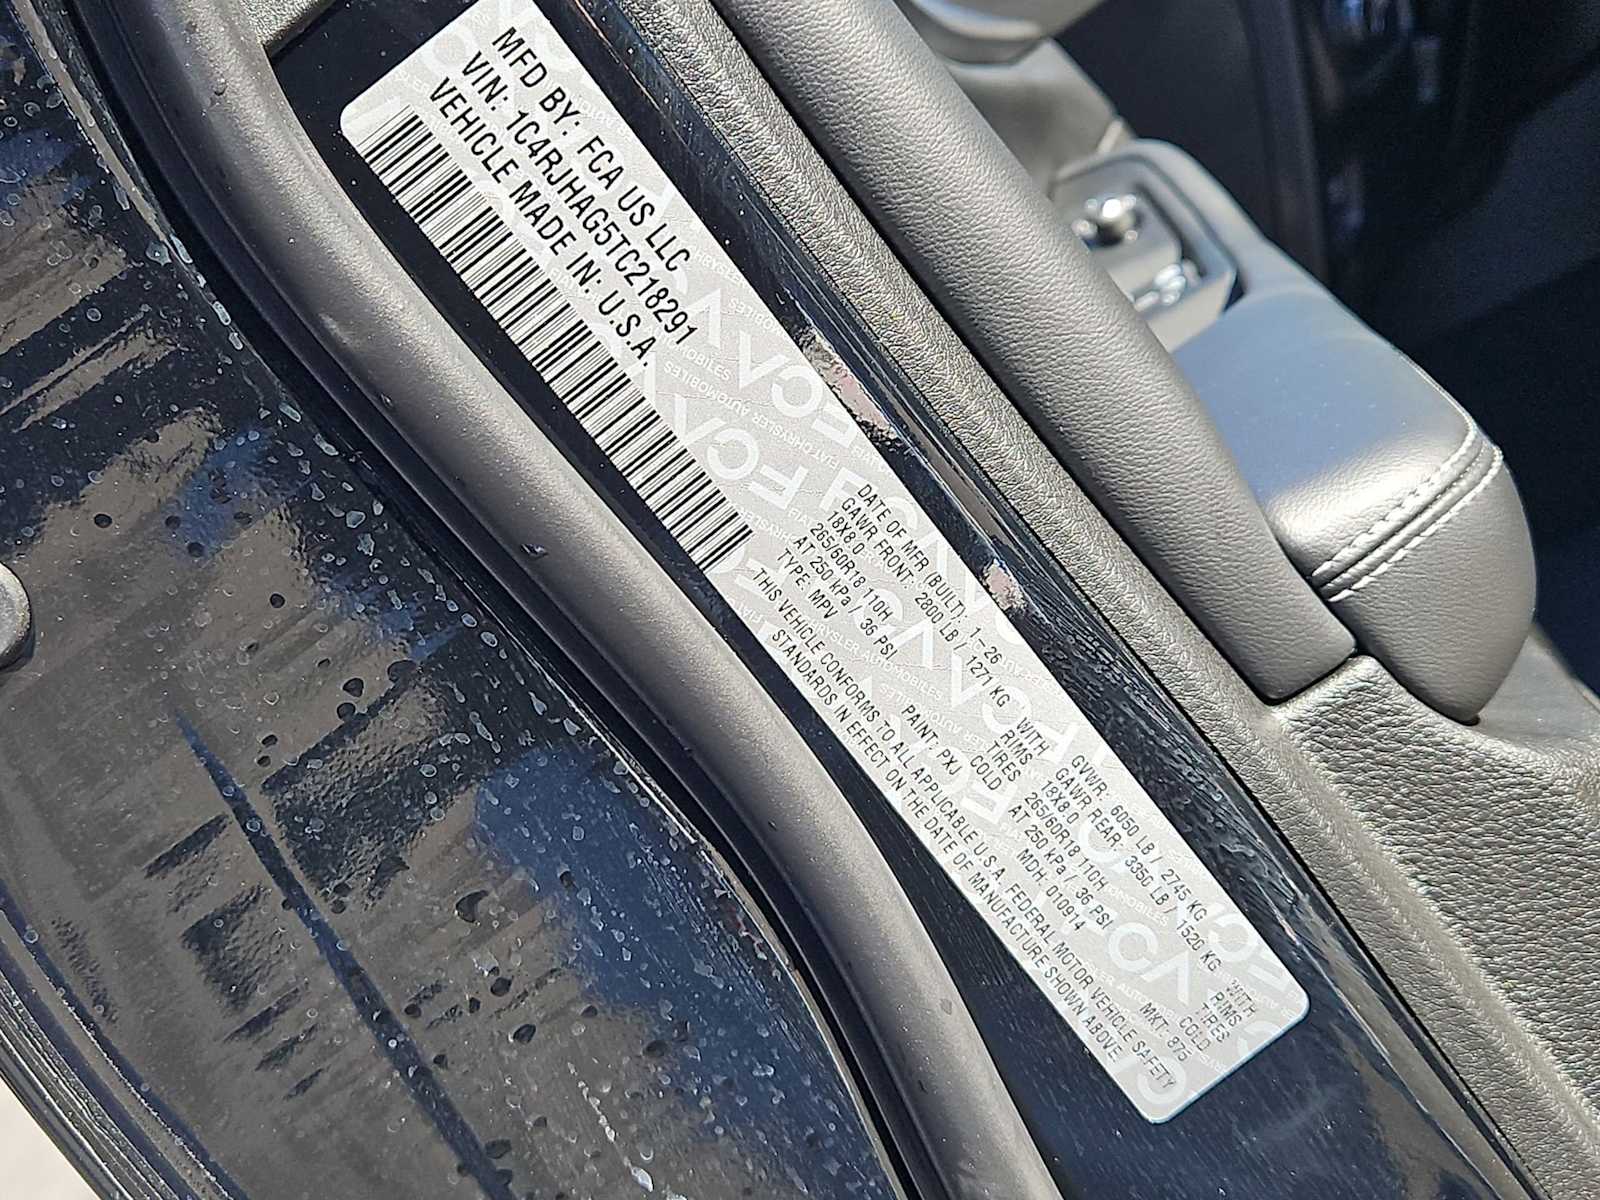 MFD BY: FCA US LLC
VIN: 1C4RJHAG5TC218291
VEHICLE MADE IN: U.S.A.
DATE OF MFR (BUILT): 1-26 GVWR: 6050 LB / 2745 KG
GAWR FRONT: 2800 LB / 1271 KG WITH GAWR REAR: 3350 LB / 1520 KG WITH
18X8.0 RIMS 18X8.0 RIMS
265/60R18 110H TIRES 265/60R18 110H TIRES
AT 250 kPa / 36 PSI COLD AT 250 kPa / 36 PSI COLD
TYPE: MPV PAINT: PXJ MDH: 010914 MKT: 875
THIS VEHICLE CONFORMS TO ALL APPLICABLE U.S.A. FEDERAL MOTOR VEHICLE SAFETY
STANDARDS IN EFFECT ON THE DATE OF MANUFACTURE SHOWN ABOVE.